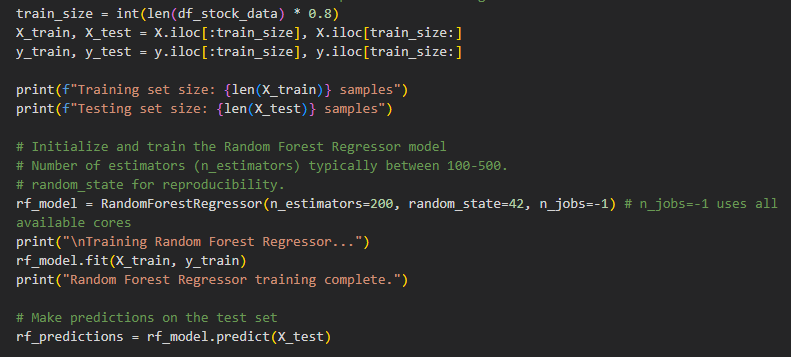 train_size = int(len(df_stock_data) * 0.8)
X_train, X_test = X.iloc[:train_size], X.iloc[train_size:]
y_train, y_test = y.iloc[:train_size], y.iloc[train_size:]
print(f"Training set size: {len(X_train)} samples")
print(f"Testing set size: {len(X_test)} samples")
# Initialize and train the Random Forest Regressor model
# Number of estimators (n_estimators) typically between 100-500.
# random_state for reproducibility.
rf_model = RandomForestRegressor(n_estimators=200, random_state=42, n_jobs=-1) # n_jobs=-1 uses all
available cores
print("\nTraining Random Forest Regressor...")
rf_model.fit(X_train, y_train)
print("Random Forest Regressor training complete.")
# Make predictions on the test set
rf_predictions = rf_model.predict(X_test)